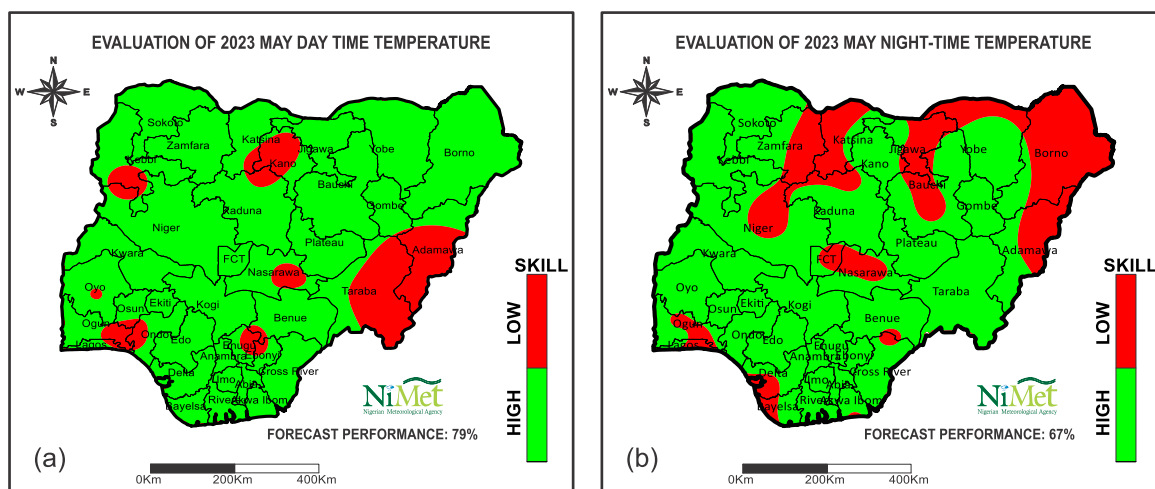 EVALUATION OF 2023 MAY DAY TIME TEMPERATURE
N
W E
S
Sokoto
Zamfara
Katsina
Kebbi
Kano
Jigawa
Yobe
Borno
Bauchi
Gombe
Kaduna
Niger
Plateau
Adamawa
Kwara
FCT
Nasarawa
Taraba
Oyo
Ekiti
Kogi
Osun
Benue
Ogun
Ondo
Edo
Lagos
Enugu
Anambra
Ebonyi
Delta
Imo
Abia
Cross River
Bayelsa
Rivers
Akwa Ibom
NiMet
Nigerian Meteorological Agency
FORECAST PERFORMANCE: 79%
(a)
0Km 200Km 400Km
SKILL
LOW
HIGH
EVALUATION OF 2023 MAY NIGHT-TIME TEMPERATURE
N
W E
S
Sokoto
Zamfara
Katsina
Kebbi
Kano
Jigawa
Yobe
Borno
Bauchi
Gombe
Kaduna
Niger
Plateau
Adamawa
Kwara
FCT
Nasarawa
Taraba
Oyo
Ekiti
Kogi
Osun
Benue
Ogun
Ondo
Edo
Lagos
Enugu
Anambra
Ebonyi
Delta
Imo
Abia
Cross River
Bayelsa
Rivers
Akwa Ibom
NiMet
Nigerian Meteorological Agency
FORECAST PERFORMANCE: 67%
(b)
0Km 200Km 400Km
SKILL
LOW
HIGH